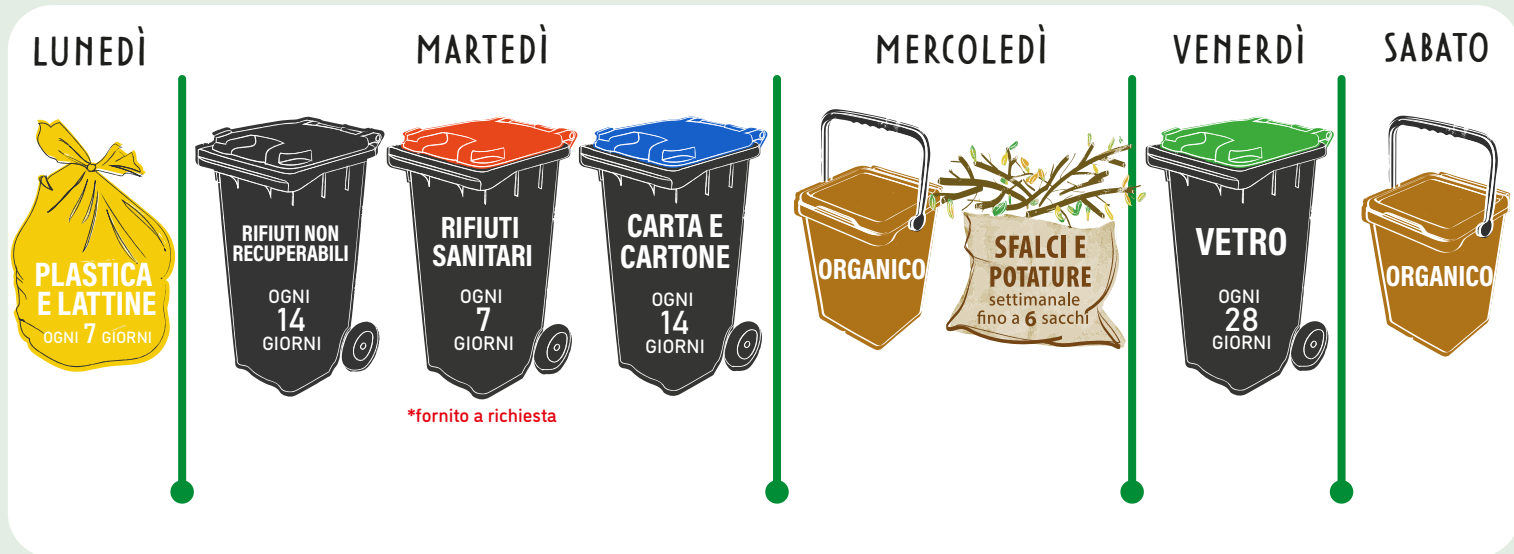 LUNEDÌ
PLASTICA
E LATTINE
OGNI 7 GIORNI
MARTEDÌ
RIFIUTI NON
RECUPERABILI
OGNI
14
GIORNI
RIFIUTI
SANITARI
OGNI
7
GIORNI
*fornito a richiesta
CARTA E
CARTONE
OGNI
14
GIORNI
MERCOLEDÌ
ORGANICO
SFALCI E
POTATURE
settimanale
fino a 6 sacchi
VENERDÌ
VETRO
OGNI
28
GIORNI
SABATO
ORGANICO